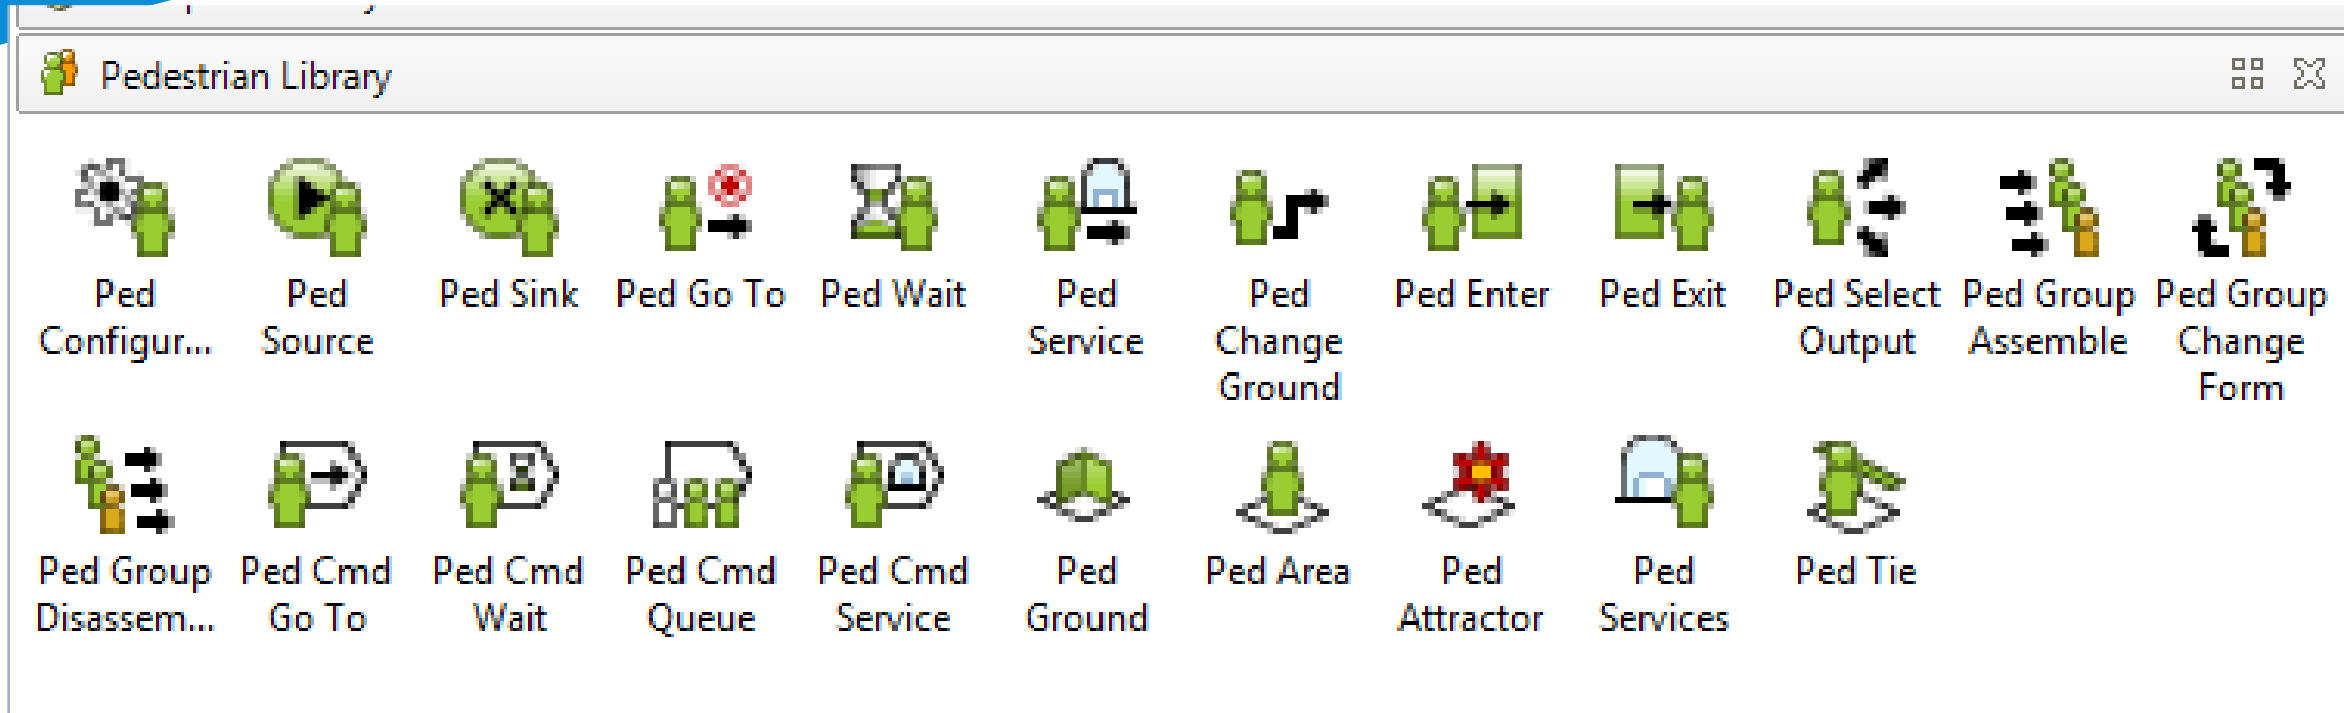 Pedestrian Library
Ped Ped Ped Sink Ped Go To Ped Wait Ped Ped Ped Enter Ped Exit Ped Select Ped Group Ped Group
Configur... Source Service Change Output Assemble Change
Ground Form
Ped Group Ped Cmd Ped Cmd Ped Cmd Ped Cmd Ped Ped Area Ped Ped Ped Tie
Disassem... Go To Wait Queue Service Ground Attractor Services